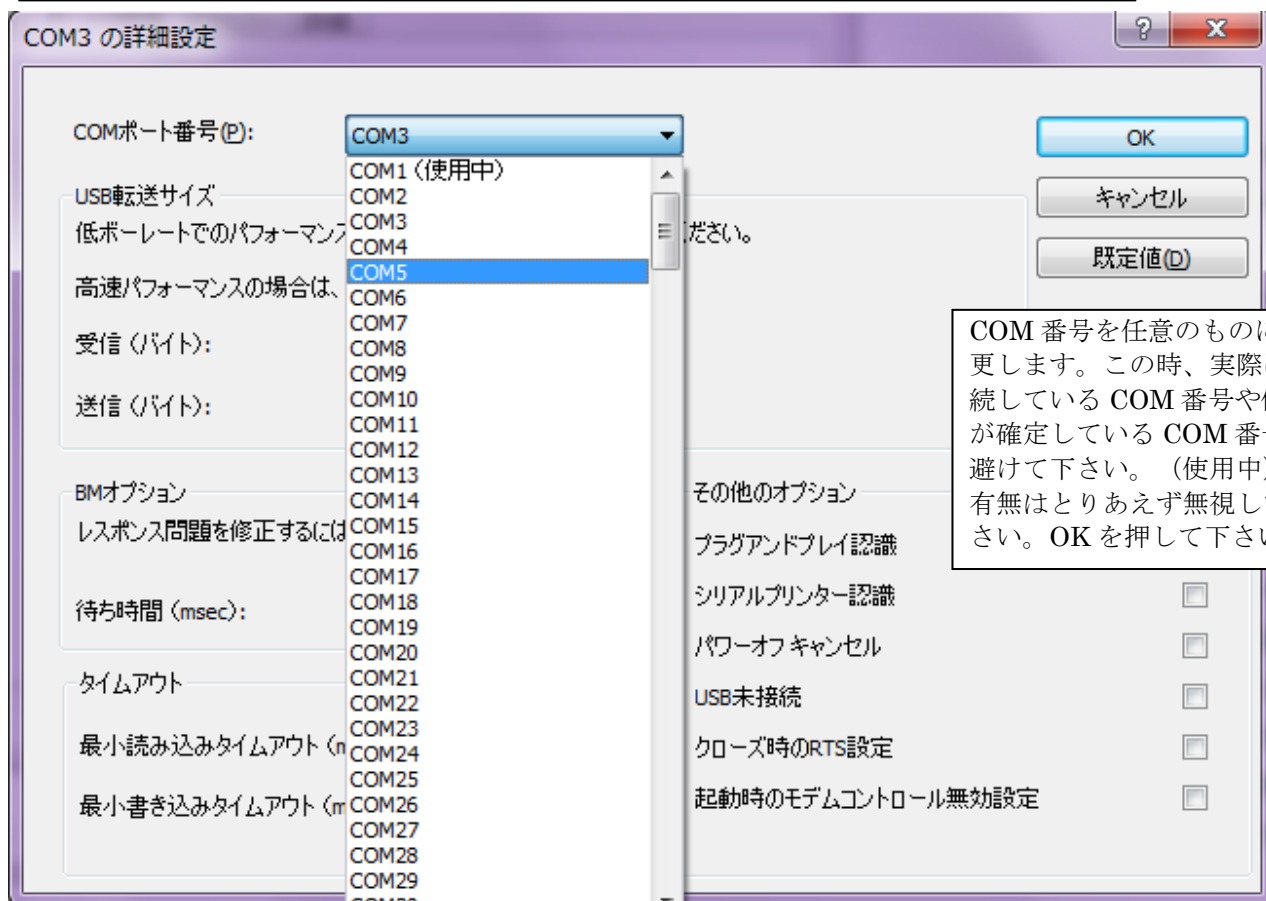 COM3 の詳細設定
COMポート番号(P):
COM3
COM1 (使用中)
COM2
COM3
COM4
COM5
COM6
COM7
COM8
COM9
COM10
COM11
COM12
COM13
COM14
COM15
COM16
COM17
COM18
COM19
COM20
COM21
COM22
COM23
COM24
COM25
COM26
COM27
COM28
COM29
OK
キャンセル
既定値(D)
USB転送サイズ
低ボーレートでのパフォーマン
ださい。
高速パフォーマンスの場合は、
受信 (バイト):
送信 (バイト):
COM 番号を任意のものに
更します。この時、実際
続している COM 番号や
が確定している COM 番
避けて下さい。(使用中)
有無はとりあえず無視し
さい。OK を押して下さ
BMオプション
レスポンス問題を修正するには
待ち時間 (msec):
タイムアウト
最小読み込みタイムアウト
最小書き込みタイムアウト
その他のオプション
プラグアンドプレイ認識
シリアルプリンター認識
パワーオフ キャンセル
USB未接続
クローズ時のRTS設定
起動時のモデムコントロール無効設定